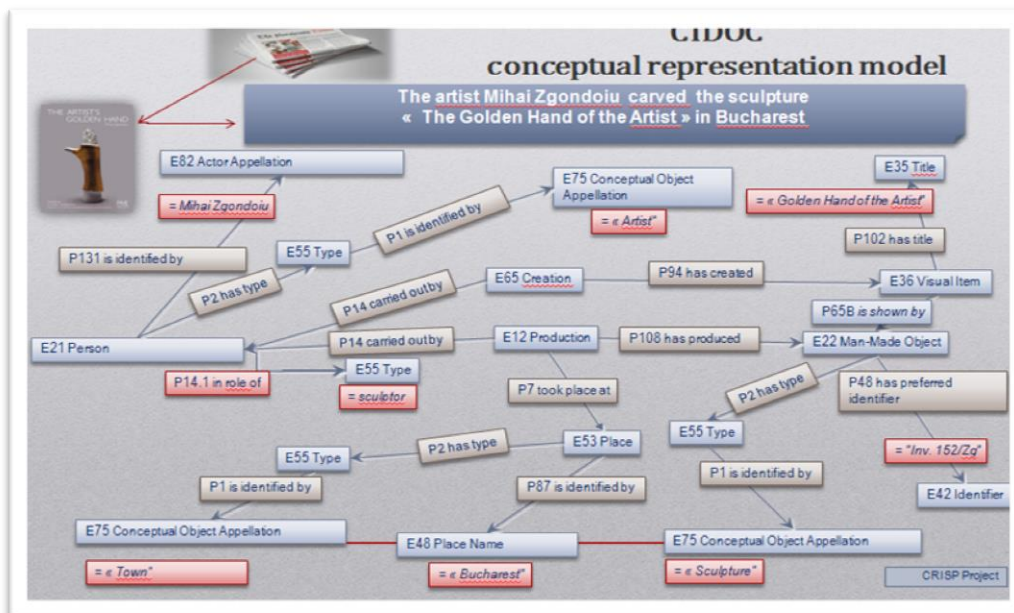 CIDOC
conceptual representation model
The artist Mihai Zgondoiu carved the sculpture
« The Golden Hand of the Artist » in Bucharest
THE ARTIST'S
GOLDEN HAND
E82 Actor Appellation
= Mihai Zgondoiu
E75 Conceptual Object
Appellation
= « Artist"
E35 Title
= « Golden Hand of the Artist"
P1 is identified by
P102 has title
P131 is identified by
E55 Type
P2 has type
E65 Creation
P94 has created
E36 Visual Item
P14 carried out by
P65B is shown by
E21 Person
P14 carried out by
E12 Production
P108 has produced
E22 Man-Made Object
P14.1 in role of
E55 Type
= sculptor
P7 took place at
P2 has type
P48 has preferred
identifier
E55 Type
P2 has type
E53 Place
E55 Type
= "Inv. 152/Zg"
P1 is identified by
P87 is identified by
P1 is identified by
E42 Identifier
E75 Conceptual Object Appellation
E48 Place Name
E75 Conceptual Object Appellation
= « Town"
= « Bucharest"
= « Sculpture"
CRISP Project